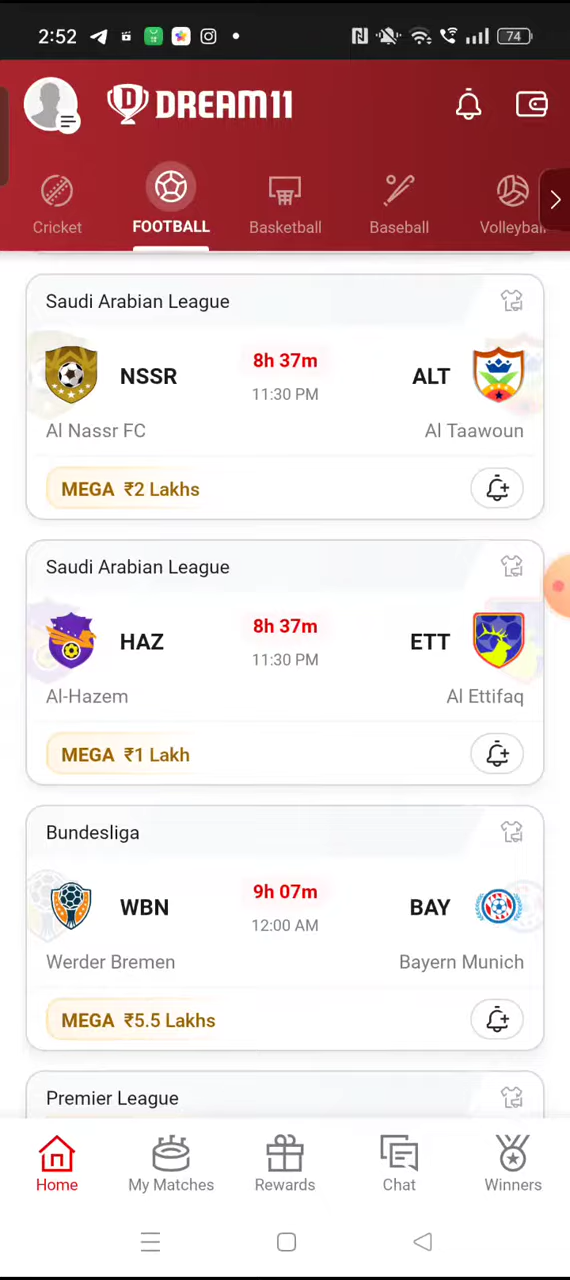 2:52
74
DREAM11
Cricket
FOOTBALL
Basketball
Baseball
Volleyball
Saudi Arabian League
NSSR
8h 37m
11:30 PM
ALT
Al Nassr FC
Al Taawoun
MEGA ₹2 Lakhs
Saudi Arabian League
HAZ
8h 37m
11:30 PM
ETT
Al-Hazem
Al Ettifaq
MEGA ₹1 Lakh
Bundesliga
WBN
9h 07m
12:00 AM
BAY
Werder Bremen
Bayern Munich
MEGA ₹5.5 Lakhs
Premier League
Home
My Matches
Rewards
Chat
Winners